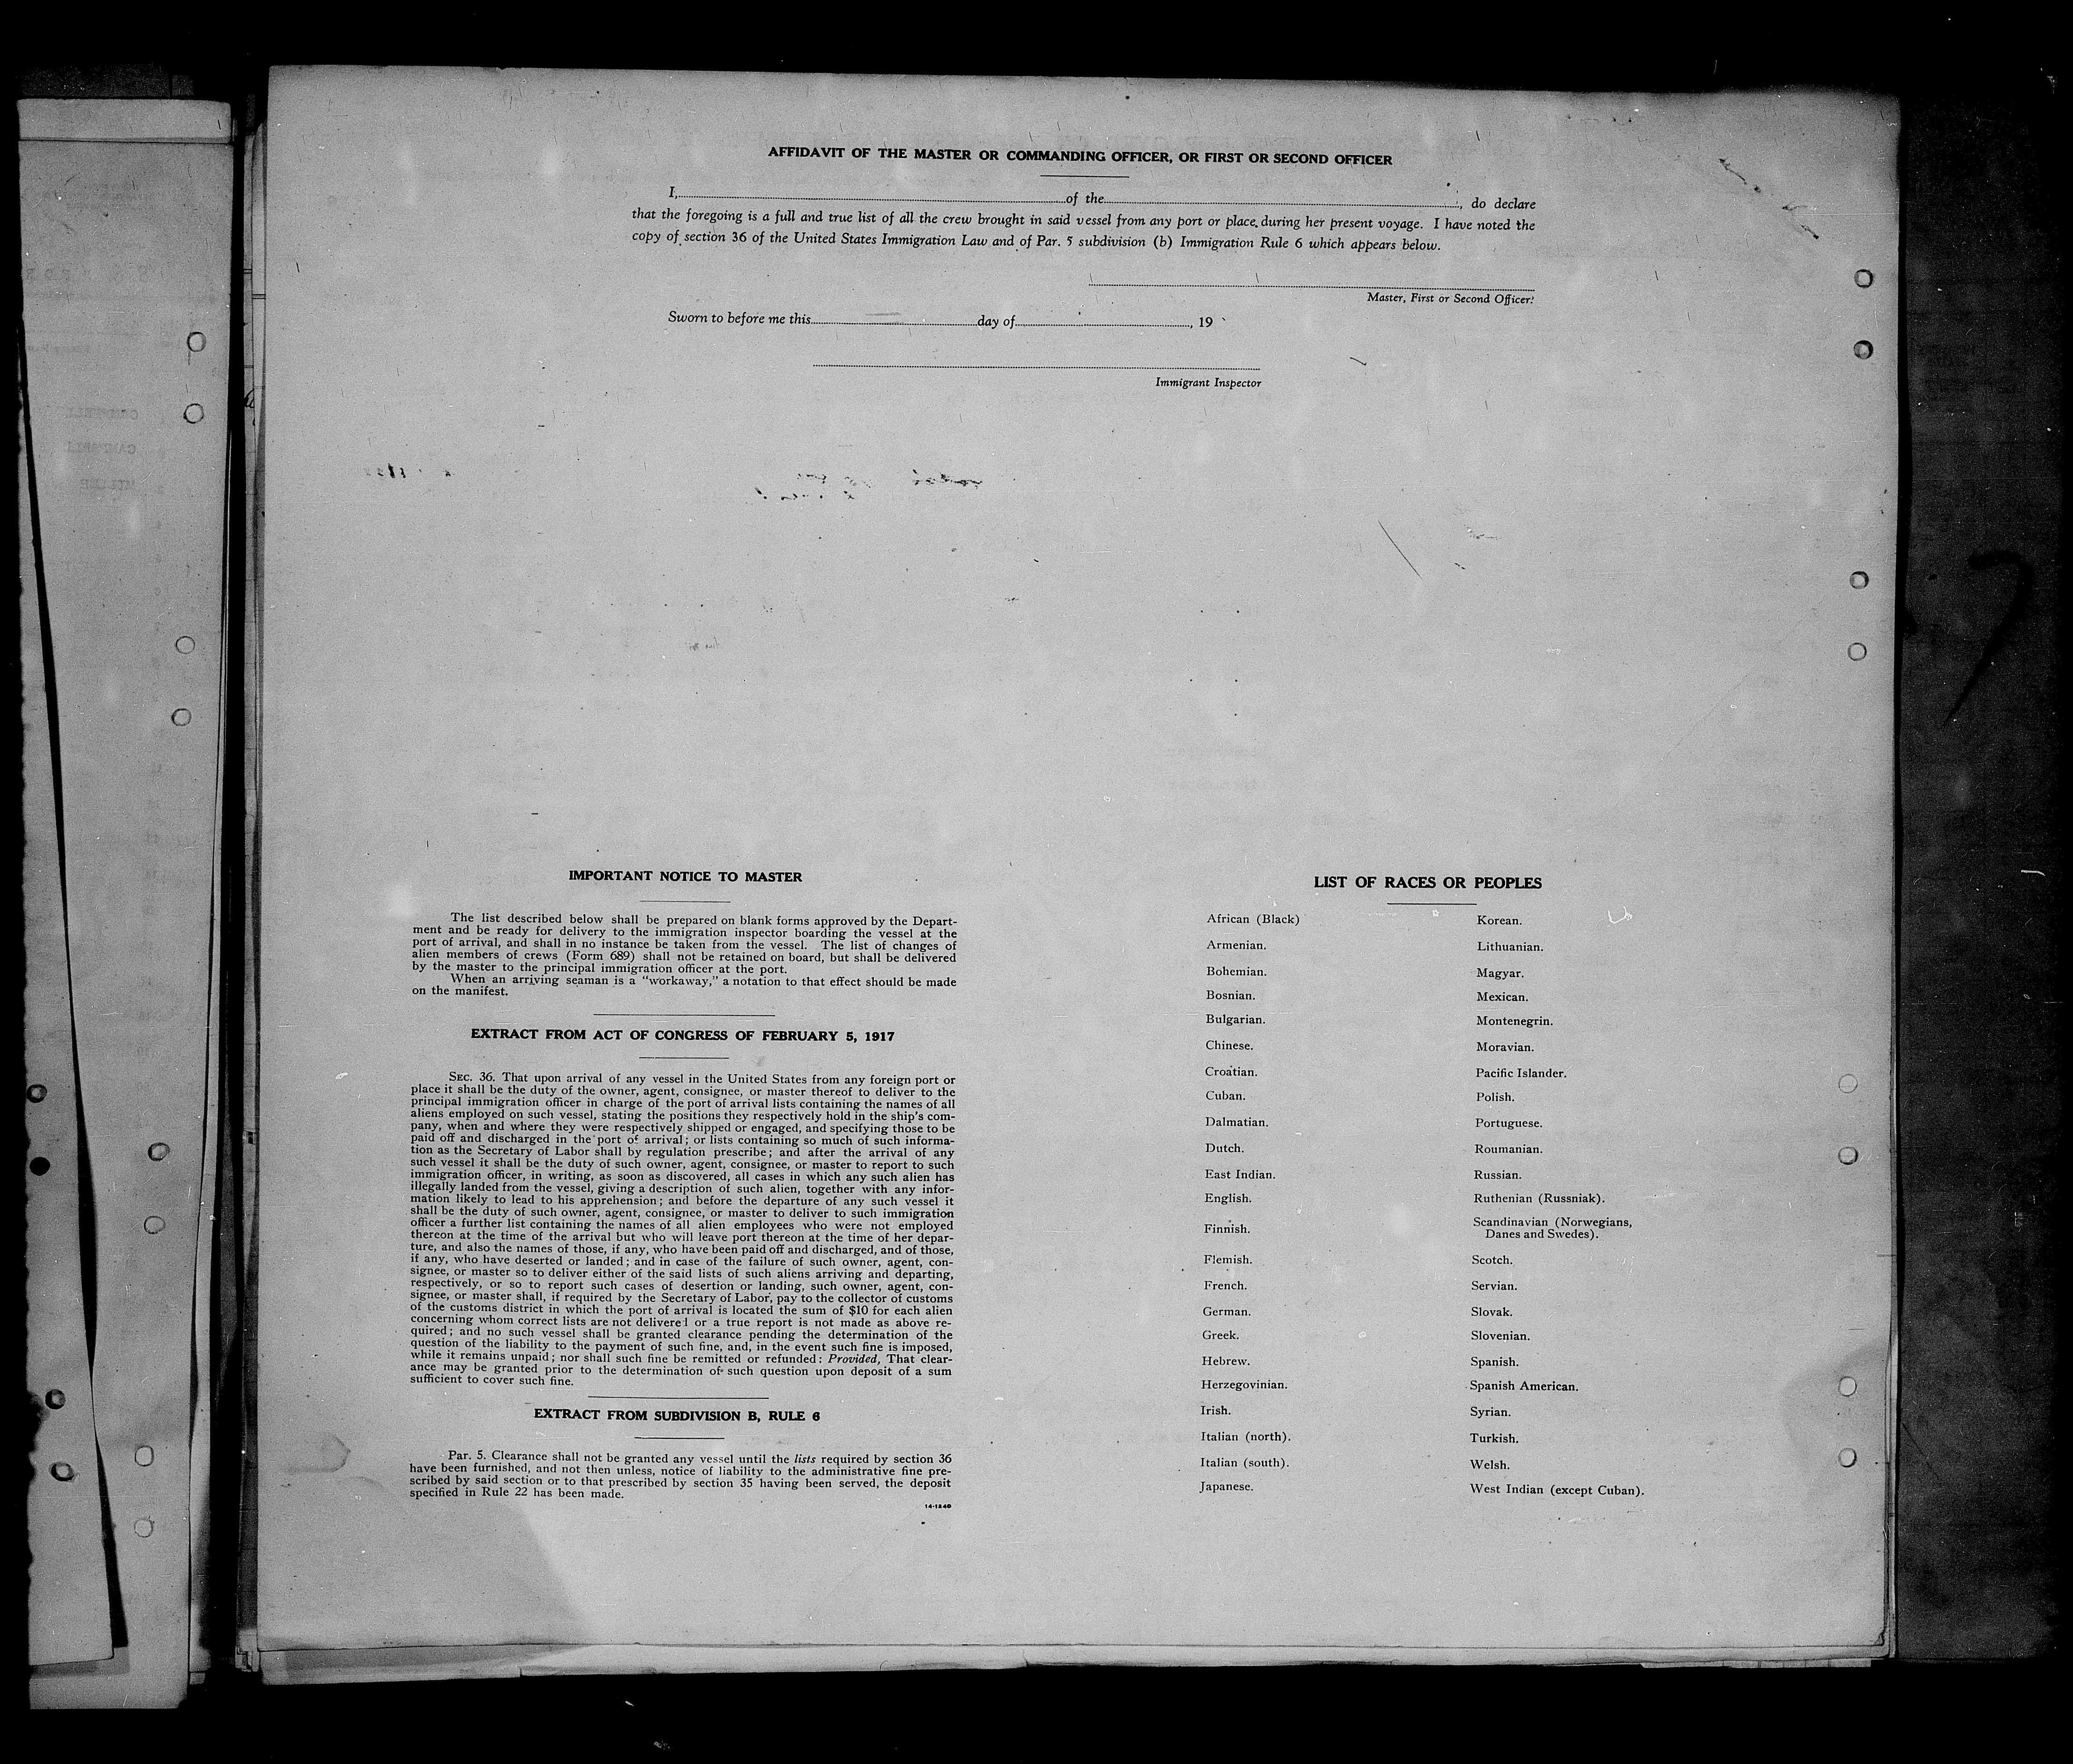 AFFIDAVIT OF THE MASTER OR COMMANDING OFFICER, OR FIRST OR SECOND OFFICER
I, of the , do declare
that the foregoing is a full and true list of all the crew brought in said vessel from any port or place, during her present voyage. I have noted the
copy of section 36 of the United States Immigration Law and of Par. 5 subdivision (b) Immigration Rule 6 which appears below.
Master, First or Second Officer.
Sworn to before me this day of , 19
Immigrant Inspector
IMPORTANT NOTICE TO MASTER
The list described below shall be prepared on blank forms approved by the Depart-
ment and be ready for delivery to the immigration inspector boarding the vessel at the
port of arrival, and shall in no instance be taken from the vessel. The list of changes of
alien members of crews (Form 689) shall not be retained on board, but shall be delivered
by the master to the principal immigration officer at the port.
When an arriving seaman is a "workaway," a notation to that effect should be made
on the manifest.
EXTRACT FROM ACT OF CONGRESS OF FEBRUARY 5, 1917
SEC. 36. That upon arrival of any vessel in the United States from any foreign port or
place it shall be the duty of the owner, agent, consignee, or master thereof to deliver to the
principal immigration officer in charge of the port of arrival lists containing the names of all
aliens employed on such vessel, stating the positions they respectively hold in the ship's com-
pany, when and where they were respectively shipped or engaged, and specifying those to be
paid off and discharged in the port of arrival; or lists containing so much of such informa-
tion as the Secretary of Labor shall by regulation prescribe; and after the arrival of any
such vessel it shall be the duty of such owner, agent, consignee, or master to report to such
immigration officer, in writing, as soon as discovered, all cases in which any such alien has
illegally landed from the vessel, giving a description of such alien, together with any infor-
mation likely to lead to his apprehension; and before the departure of any such vessel it
shall be the duty of such owner, agent, consignee, or master to deliver to such immigration
officer a further list containing the names of all alien employees who were not employed
thereon at the time of the arrival but who will leave port thereon at the time of her depar-
ture, and also the names of those, if any, who have been paid off and discharged, and of those,
if any, who have deserted or landed; and in case of the failure of such owner, agent, con-
signee, or master so to deliver either of the said lists of such aliens arriving and departing,
respectively, or so to report such cases of desertion or landing, such owner, agent, con-
signee, or master shall, if required by the Secretary of Labor, pay to the collector of customs
of the customs district in which the port of arrival is located the sum of $10 for each alien
concerning whom correct lists are not delivered or a true report is not made as above re-
quired; and no such vessel shall be granted clearance pending the determination of the
question of the liability to the payment of such fine, and, in the event such fine is imposed,
while it remains unpaid; nor shall such fine be remitted or refunded: Provided, That clear-
ance may be granted prior to the determination of such question upon deposit of a sum
sufficient to cover such fine.
EXTRACT FROM SUBDIVISION B, RULE 6
Par. 5. Clearance shall not be granted any vessel until the lists required by section 36
have been furnished, and not then unless, notice of liability to the administrative fine pre-
scribed by said section or to that prescribed by section 35 having been served, the deposit
specified in Rule 22 has been made.
14-1240
LIST OF RACES OR PEOPLES
African (Black)
Armenian.
Bohemian.
Bosnian.
Bulgarian.
Chinese.
Croatian.
Cuban.
Dalmatian.
Dutch.
East Indian.
English.
Finnish.
Flemish.
French.
German.
Greek.
Hebrew.
Herzegovinian.
Irish.
Italian (north).
Italian (south).
Japanese.
Korean.
Lithuanian.
Magyar.
Mexican.
Montenegrin.
Moravian.
Pacific Islander.
Polish.
Portuguese.
Roumanian.
Russian.
Ruthenian (Russniak).
Scandinavian (Norwegians,
Danes and Swedes).
Scotch.
Servian.
Slovak.
Slovenian.
Spanish.
Spanish American.
Syrian.
Turkish.
Welsh.
West Indian (except Cuban).